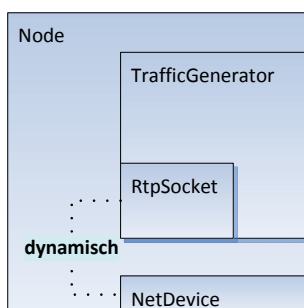 Node
TrafficGenerator
RtpSocket
dynamisch
NetDevice